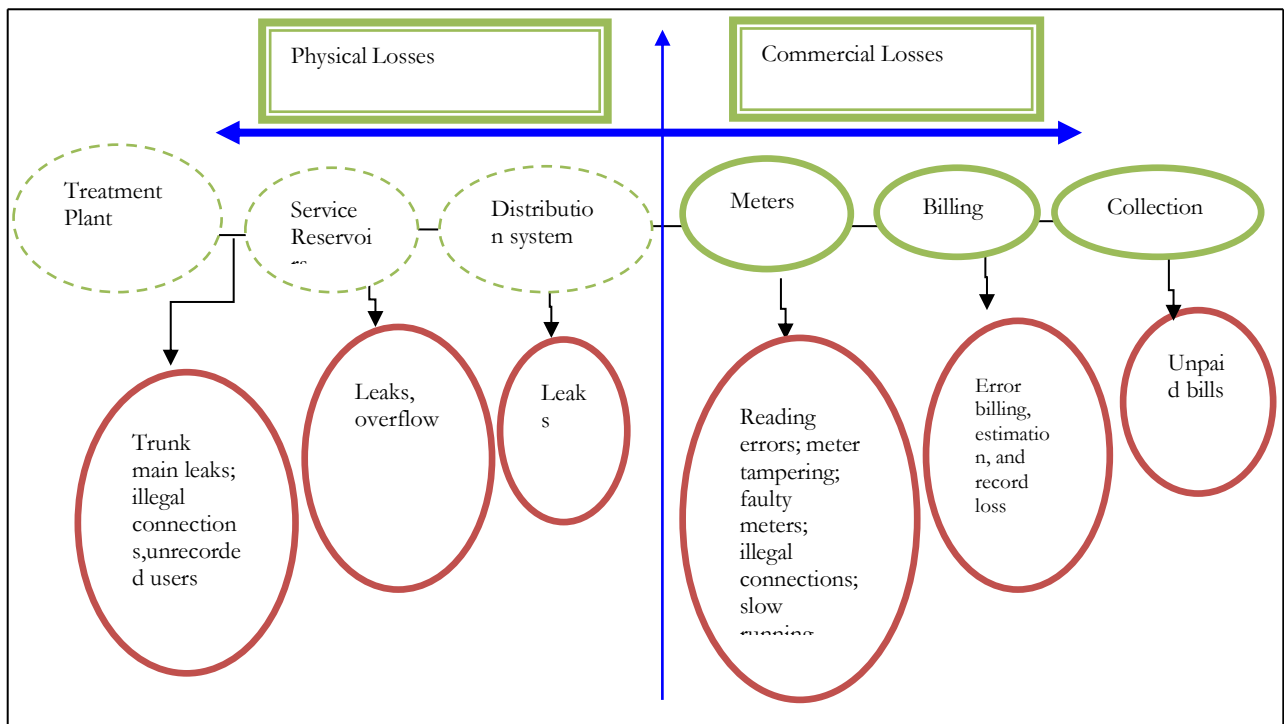 Physical Losses
Commercial Losses
Treatment
Plant
Service
Reservoi
rs
Distributio
n system
Meters
Billing
Collection
Trunk
main leaks;
illegal
connection
s,unrecorde
d users
Leaks,
overflow
Leak
s
Reading
errors; meter
tampering;
faulty
meters;
illegal
connections;
slow
running
Error
billing,
estimatio
n, and
record
loss
Unpai
d bills